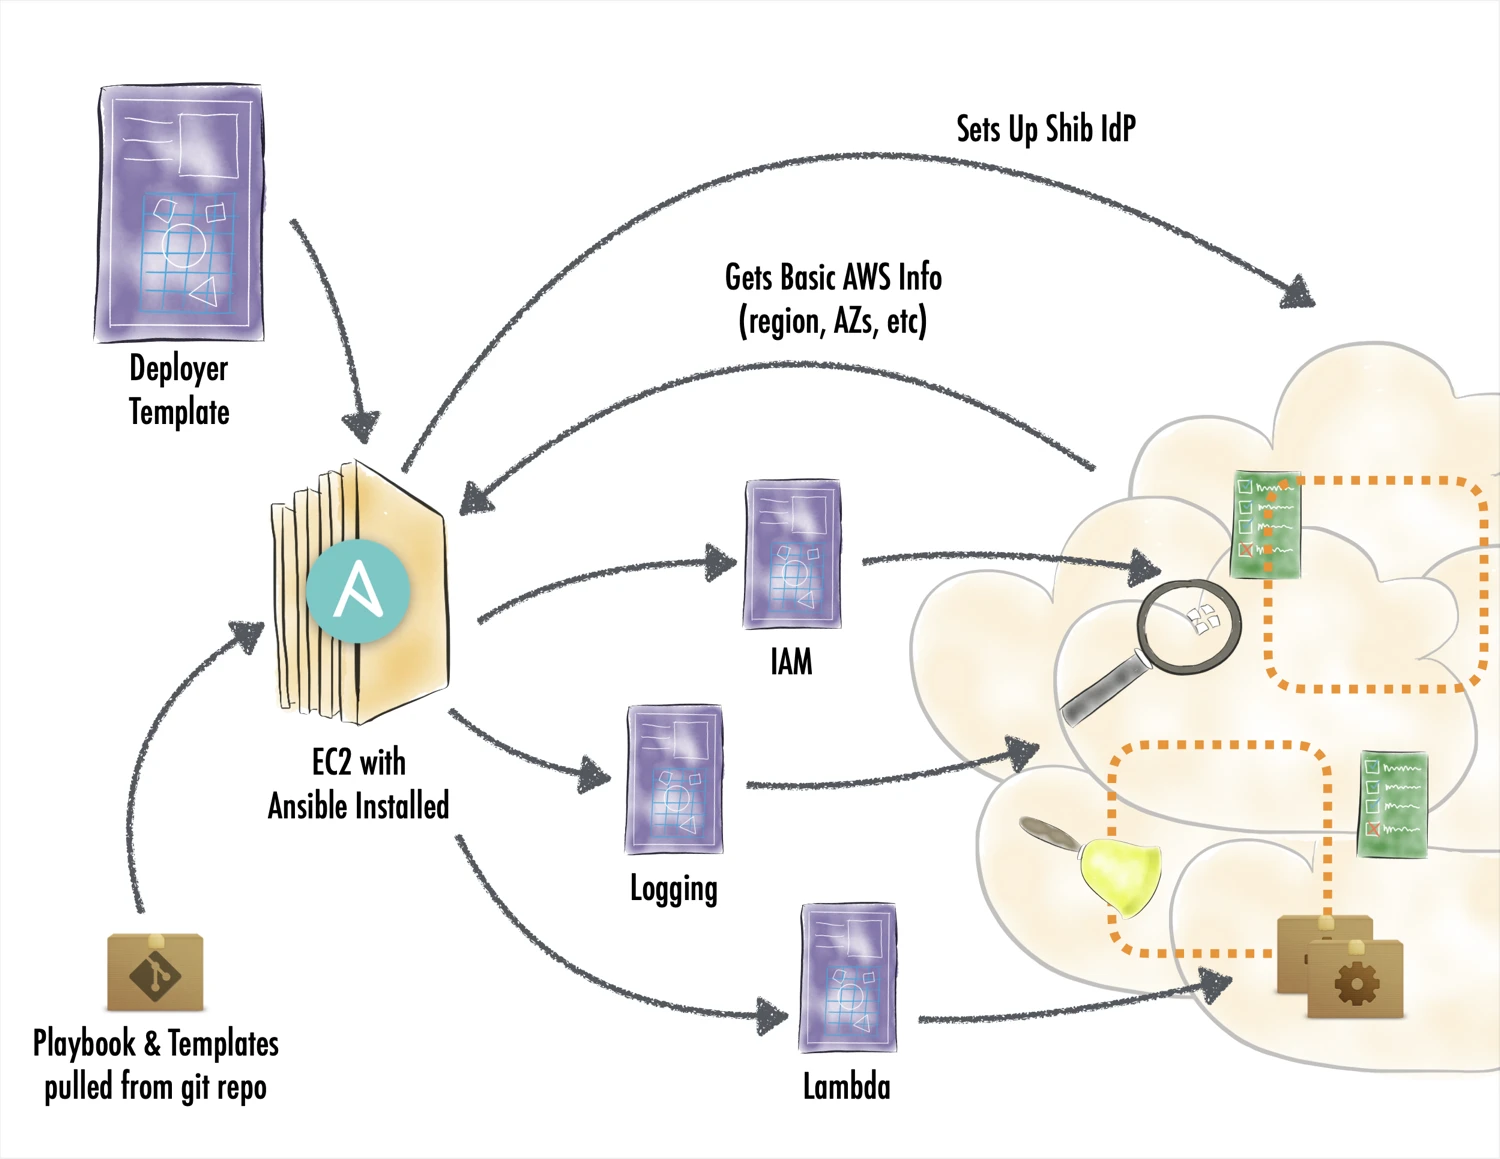 Sets Up Shib IdP
Gets Basic AWS Info
(region, AZs, etc)
Deployer
Template
IAM
EC2 with
Ansible Installed
Logging
Playbook & Templates
pulled from git repo
Lambda